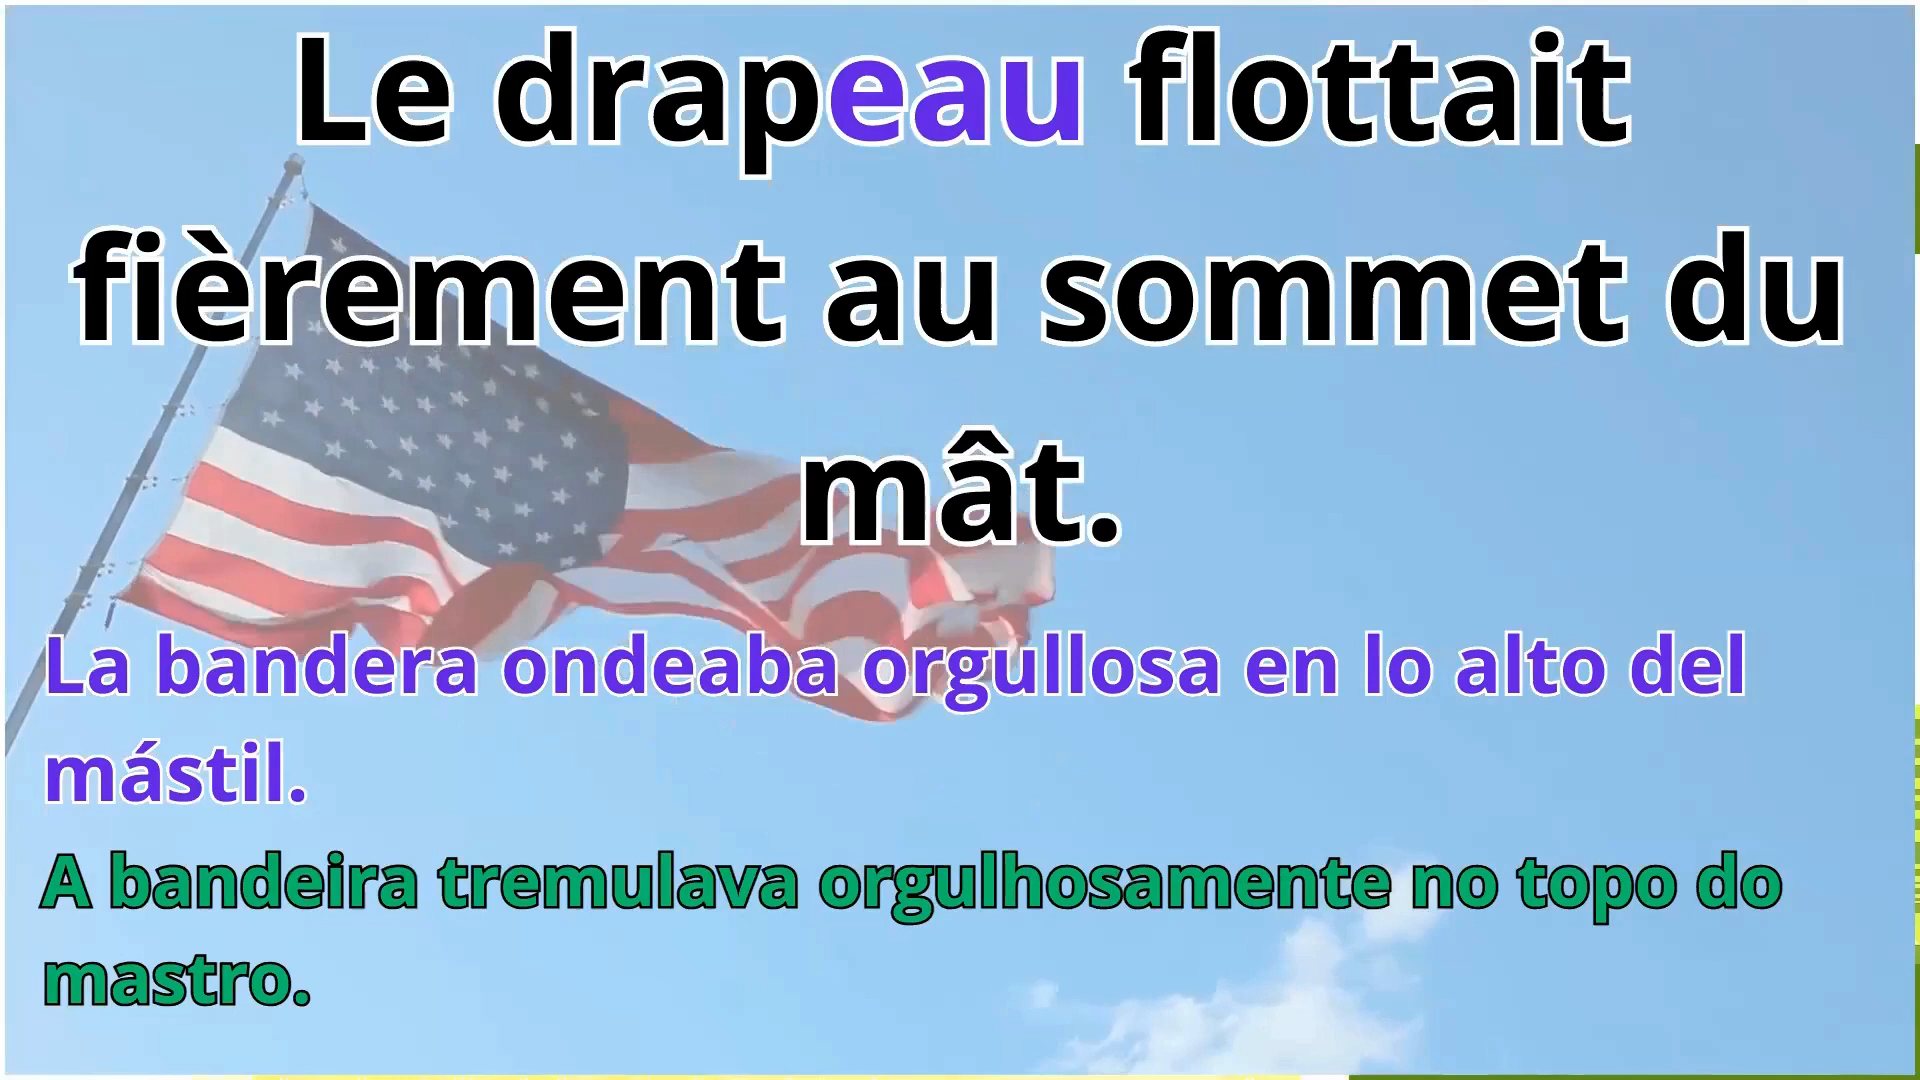 Le drapeau flottait
fièrement au sommet du
mât.
La bandera ondeaba orgullosa en lo alto del
mástil.
A bandeira tremulava orgulhosamente no topo do
mastro.